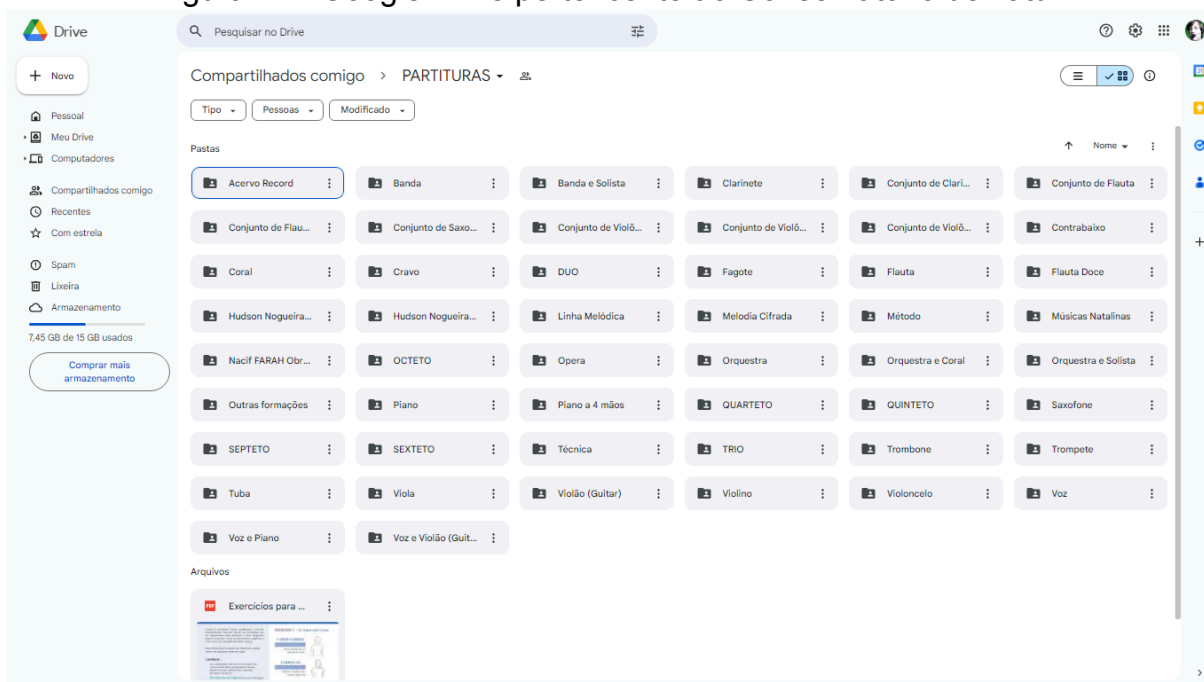 Drive
Pesquisar no Drive
Novo
Pessoal
Meu Drive
Computadores
Compartilhados comigo
Recentes
Com estrela
Spam
Lixeira
Armazenamento
7,45 GB de 15 GB usados
Comprar mais
armazenamento
Compartilhados comigo > PARTITURAS
Tipo Pessoas Modificado
Pastas Nome
Acervo Record Banda Banda e Solista Clarinete Conjunto de Clari... Conjunto de Flauta
Conjunto de Flau... Conjunto de Saxo... Conjunto de Violõ... Conjunto de Violõ... Conjunto de Violõ... Contrabaixo
Coral Cravo DUO Fagote Flauta Flauta Doce
Hudson Nogueira... Hudson Nogueira... Linha Melódica Melodia Cifrada Método Músicas Natalinas
Nacif FARAH Obr... OCTETO Opera Orquestra Orquestra e Coral Orquestra e Solista
Outras formações Piano Piano a 4 mãos QUARTETO QUINTETO Saxofone
SEPTETO SEXTETO Técnica TRIO Trombone Trompete
Tuba Viola Violão (Guitar) Violino Violoncelo Voz
Voz e Piano Voz e Violão (Guit...
Arquivos
PDF Exercícios para ...